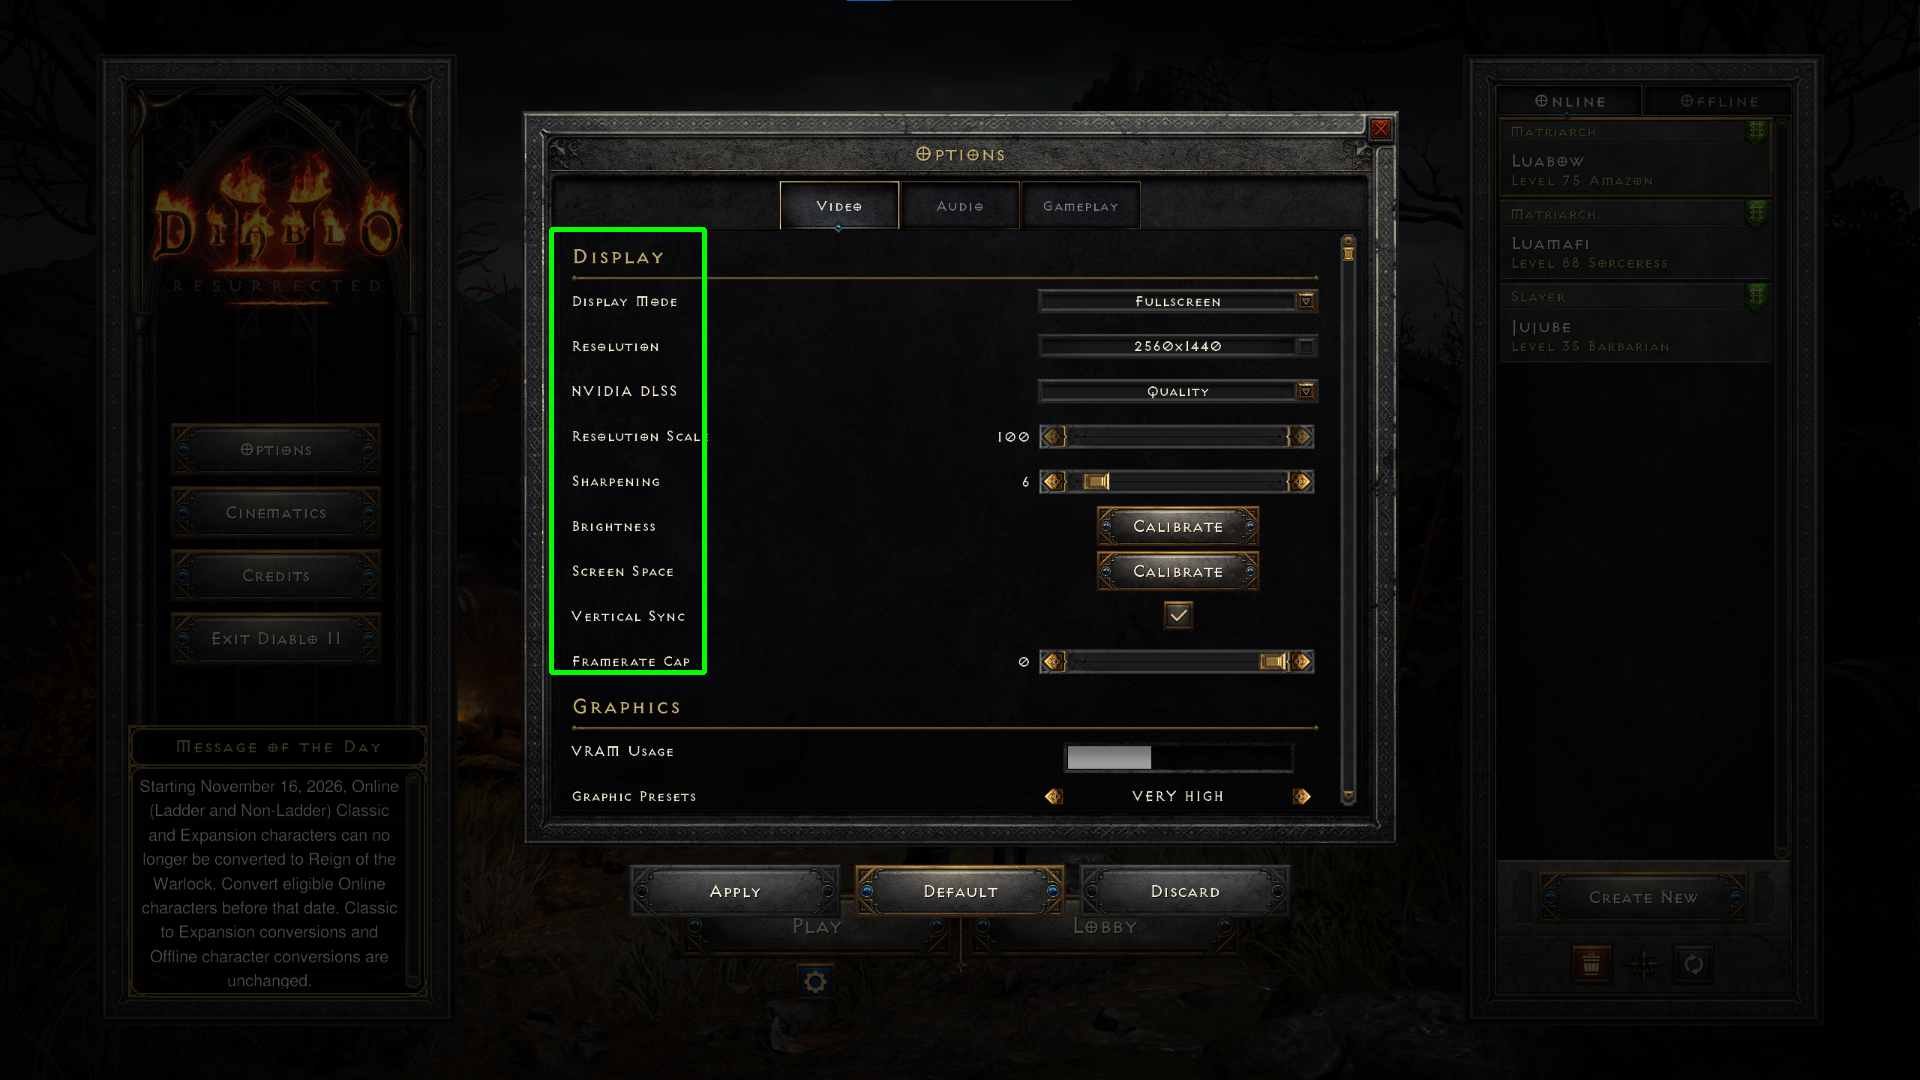 DIABLO
II
RESURRECTED
OPTIONS
CINEMATICS
CREDITS
EXIT DIABLO II
MESSAGE OF THE DAY
Starting November 16, 2026, Online
(Ladder and Non-Ladder) Classic
and Expansion characters can no
longer be converted to Reign of the
Warlock. Convert eligible Online
characters before that date. Classic
to Expansion conversions and
Offline character conversions are
unchanged.
OPTIONS
VIDEO AUDIO GAMEPLAY
DISPLAY
DISPLAY MODE FULLSCREEN
RESOLUTION 2560x1440
NVIDIA DLSS QUALITY
RESOLUTION SCALE 100
SHARPENING 6
BRIGHTNESS CALIBRATE
SCREEN SPACE CALIBRATE
VERTICAL SYNC
FRAMERATE CAP 0
GRAPHICS
VRAM USAGE
GRAPHIC PRESETS VERY HIGH
APPLY DEFAULT DISCARD
PLAY LOBBY
ONLINE OFFLINE
MATRIARCH
LUABOW
LEVEL 75 AMAZON
MATRIARCH
LUAMAFI
LEVEL 88 SORCERESS
SLAYER
JUJUBE
LEVEL 35 BARBARIAN
CREATE NEW